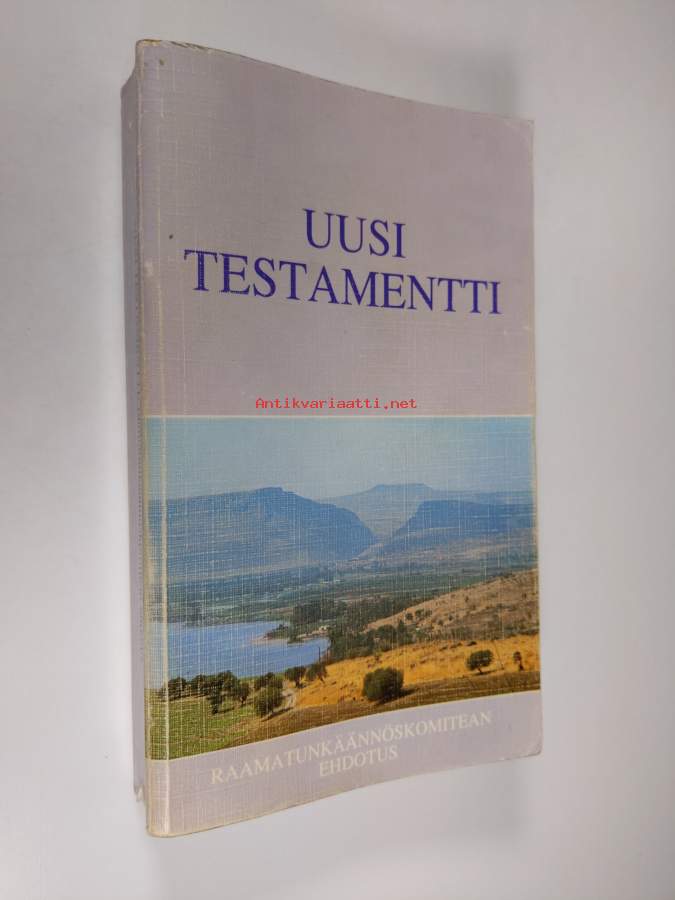 UUSI
TESTAMENTTI
Antikvariaatti.net
RAAMATUNKÄÄNNÖSKOMITEAN
EHDOTUS